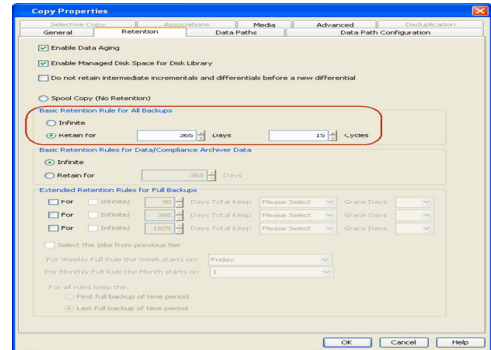 Copy Properties
Selective Copy Associations Media Advanced Deduplication
General Retention Data Paths Data Path Configuration
Enable Data Aging
Enable Managed Disk Space for Disk Library
Do not retain intermediate incrementals and differentials before a new differential
Spool Copy (No Retention)
Basic Retention Rule for All Backups
Infinite
Retain for 365 Days 15 Cycles
Basic Retention Rules for Data/Compliance Archiver Data
Infinite
Retain for 365 Days
Extended Retention Rules for Full Backups
For Infinite/ 90 Days Total Keep Please Select Grace Days
For Infinite/ 365 Days Total Keep Please Select Grace Days
For Infinite/ 1825 Days Total Keep Please Select Grace Days
Select the jobs from previous tier
For Weekly Full Rule the Week starts on: Friday
For Monthly Full Rule the Month starts on: 1
For all rules keep the:
First full backup of time period
Last full backup of time period
OK Cancel Help